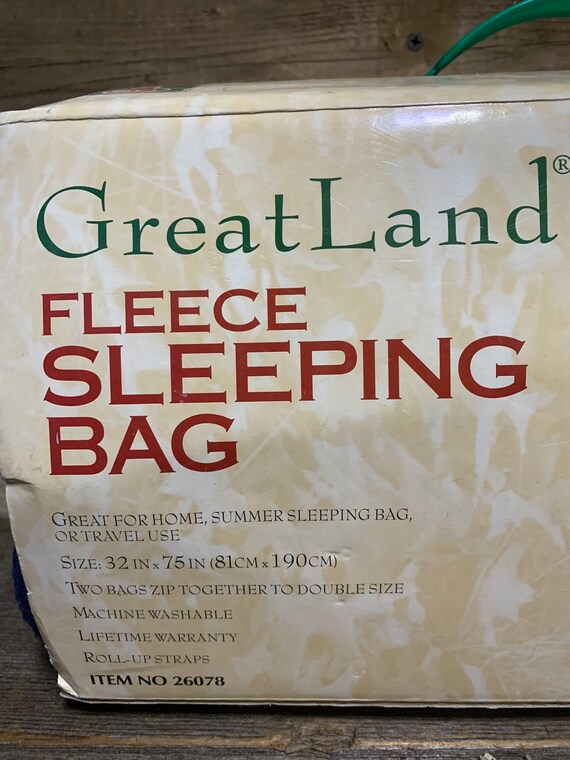 GREATLAND®
FLEECE
SLEEPING
BAG
GREAT FOR HOME, SUMMER SLEEPING BAG,
OR TRAVEL USE
SIZE: 32 IN x 75 IN (81CM x 190CM)
TWO BAGS ZIP TOGETHER TO DOUBLE SIZE
MACHINE WASHABLE
LIFETIME WARRANTY
ROLL-UP STRAPS
ITEM NO 26078